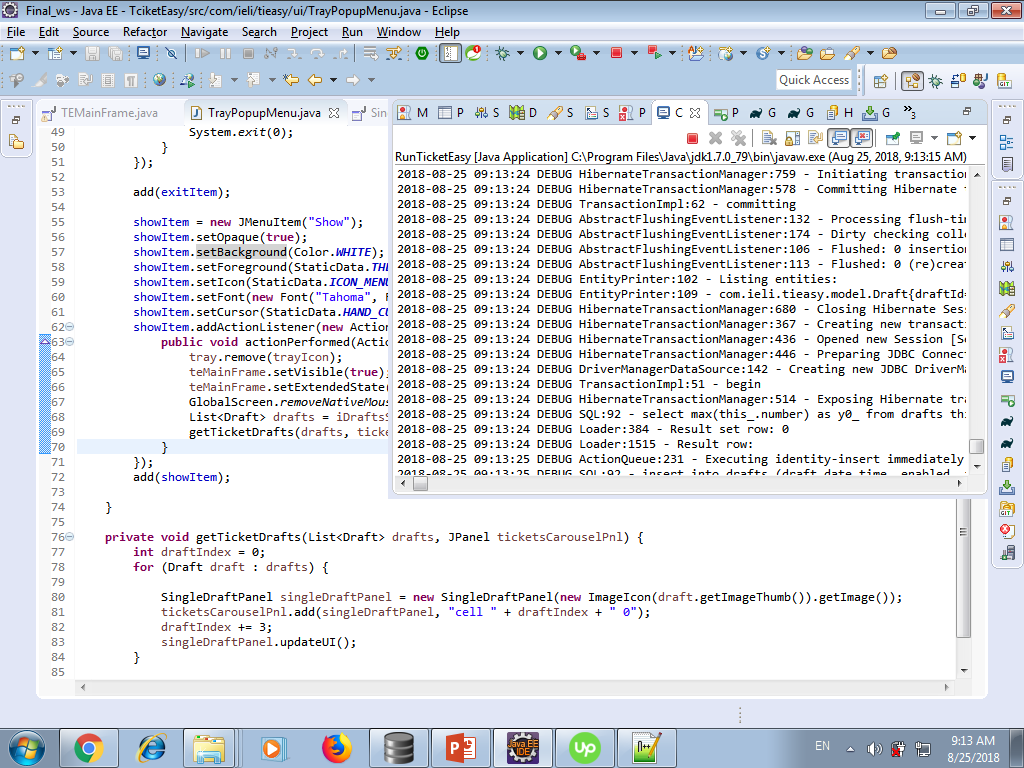 Final_ws - Java EE - TciketEasy/src/com/ieli/tieasy/ui/TrayPopupMenu.java - Eclipse
File Edit Source Refactor Navigate Search Project Run Window Help
Quick Access
TEMainFrame.java TrayPopupMenu.java Sin
M P S D S S P C P G G H G »3
RunTicketEasy [Java Application] C:\Program Files\Java\jdk1.7.0_79\bin\javaw.exe (Aug 25, 2018, 9:13:15 AM)
2018-08-25 09:13:24 DEBUG HibernateTransactionManager:759 - Initiating transaction
2018-08-25 09:13:24 DEBUG HibernateTransactionManager:578 - Committing Hibernate
2018-08-25 09:13:24 DEBUG TransactionImpl:62 - committing
2018-08-25 09:13:24 DEBUG AbstractFlushingEventListener:132 - Processing flush-tim
2018-08-25 09:13:24 DEBUG AbstractFlushingEventListener:174 - Dirty checking colle
2018-08-25 09:13:24 DEBUG AbstractFlushingEventListener:106 - Flushed: 0 insertion
2018-08-25 09:13:24 DEBUG AbstractFlushingEventListener:113 - Flushed: 0 (re)creat
2018-08-25 09:13:24 DEBUG EntityPrinter:102 - Listing entities:
2018-08-25 09:13:24 DEBUG EntityPrinter:109 - com.ieli.tieasy.model.Draft{draftId=
2018-08-25 09:13:24 DEBUG HibernateTransactionManager:680 - Closing Hibernate Sess
2018-08-25 09:13:24 DEBUG HibernateTransactionManager:367 - Creating new transacti
2018-08-25 09:13:24 DEBUG HibernateTransactionManager:436 - Opened new Session [Se
2018-08-25 09:13:24 DEBUG HibernateTransactionManager:446 - Preparing JDBC Connect
2018-08-25 09:13:24 DEBUG DriverManagerDataSource:142 - Creating new JDBC DriverMa
2018-08-25 09:13:24 DEBUG TransactionImpl:51 - begin
2018-08-25 09:13:24 DEBUG HibernateTransactionManager:514 - Exposing Hibernate tra
2018-08-25 09:13:24 DEBUG SQL:92 - select max(this_.number) as y0_ from drafts thi
2018-08-25 09:13:24 DEBUG Loader:384 - Result set row: 0
2018-08-25 09:13:24 DEBUG Loader:1515 - Result row:
2018-08-25 09:13:25 DEBUG ActionQueue:231 - Executing identity-insert immediately
2018-08-25 09:13:25 DEBUG SQL:92 - insert into drafts (draft_date_time, enabled,
49 System.exit(0);
50 }
51 });
52
53 add(exitItem);
54
55 showItem = new JMenuItem("Show");
56 showItem.setOpaque(true);
57 showItem.setBackground(Color.WHITE);
58 showItem.setForeground(StaticData.THE
59 showItem.setIcon(StaticData.ICON_MENU
60 showItem.setFont(new Font("Tahoma", F
61 showItem.setCursor(StaticData.HAND_CU
62 showItem.addActionListener(new Action
63 public void actionPerformed(Actio
64 tray.remove(trayIcon);
65 teMainFrame.setVisible(true);
66 teMainFrame.setExtendedState(
67 GlobalScreen.removeNativeMous
68 List<Draft> drafts = iDraftsS
69 getTicketDrafts(drafts, ticke
70 }
71 });
72 add(showItem);
73
74 }
75
76 private void getTicketDrafts(List<Draft> drafts, JPanel ticketsCarouselPnl) {
77 int draftIndex = 0;
78 for (Draft draft : drafts) {
79
80 SingleDraftPanel singleDraftPanel = new SingleDraftPanel(new ImageIcon(draft.getImageThumb()).getImage());
81 ticketsCarouselPnl.add(singleDraftPanel, "cell " + draftIndex + " 0");
82 draftIndex += 3;
83 singleDraftPanel.updateUI();
84 }
85
Java EE
IDE
up
EN
9:13 AM
8/25/2018